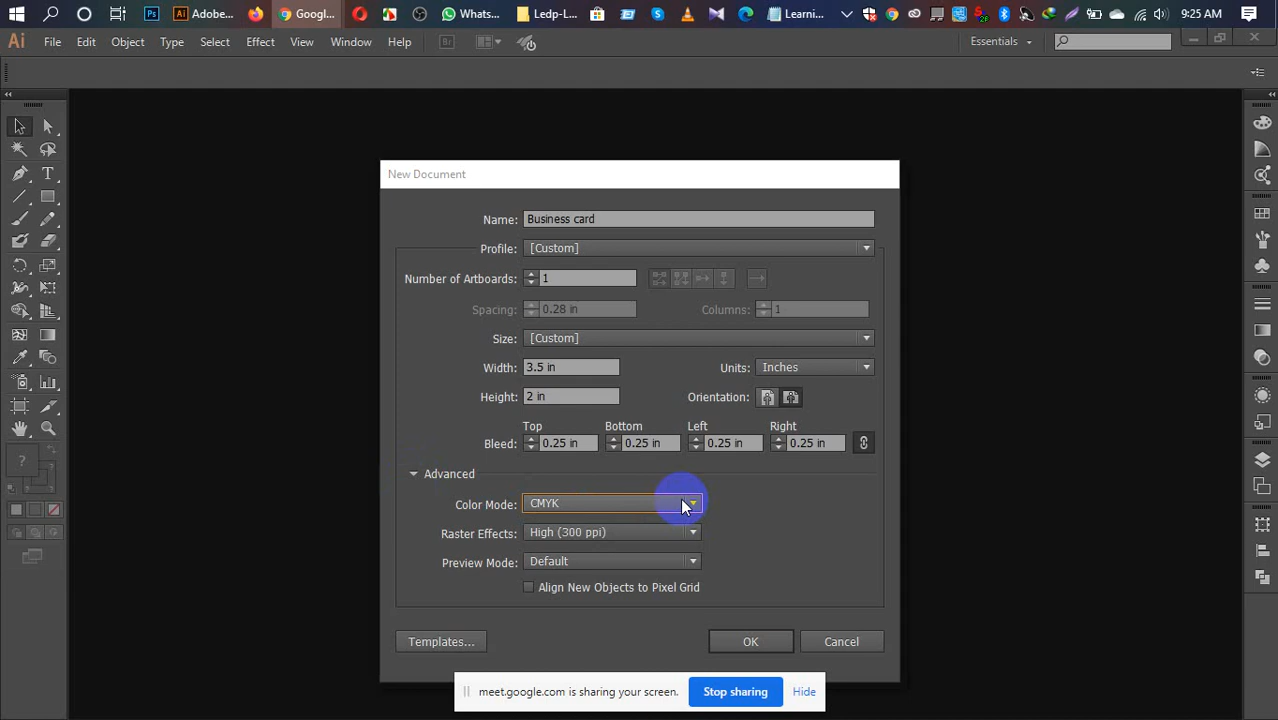 Adobe...
Googl...
Whats...
Ledp-L...
Learni...
9:25 AM
Ai File Edit Object Type Select Effect View Window Help Br Essentials
New Document
Name: Business card
Profile: [Custom]
Number of Artboards: 1
Spacing: 0.28 in Columns: 1
Size: [Custom]
Width: 3.5 in Units: Inches
Height: 2 in Orientation:
Top Bottom Left Right
Bleed: 0.25 in 0.25 in 0.25 in 0.25 in
Advanced
Color Mode: CMYK
Raster Effects: High (300 ppi)
Preview Mode: Default
Align New Objects to Pixel Grid
Templates... OK Cancel
meet.google.com is sharing your screen. Stop sharing Hide